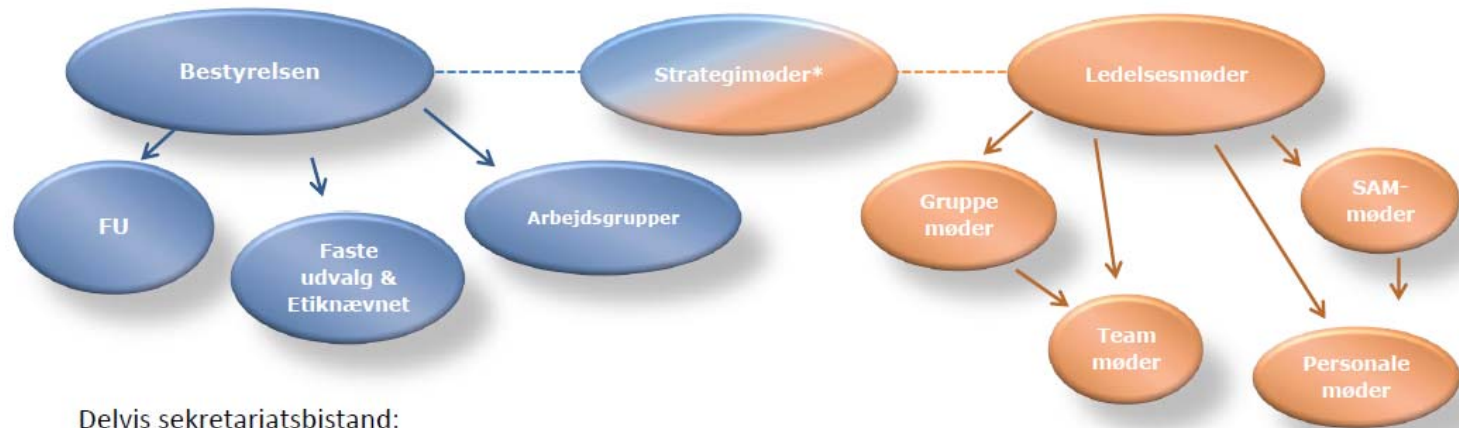 Bestyrelsen
Strategimøder*
Ledelsesmøder
FU
Faste
udvalg &
Etiknævnet
Arbejdsgrupper
Gruppe
møder
SAM-
møder
Team
møder
Personale
møder
Delvis sekretariatsbistand: